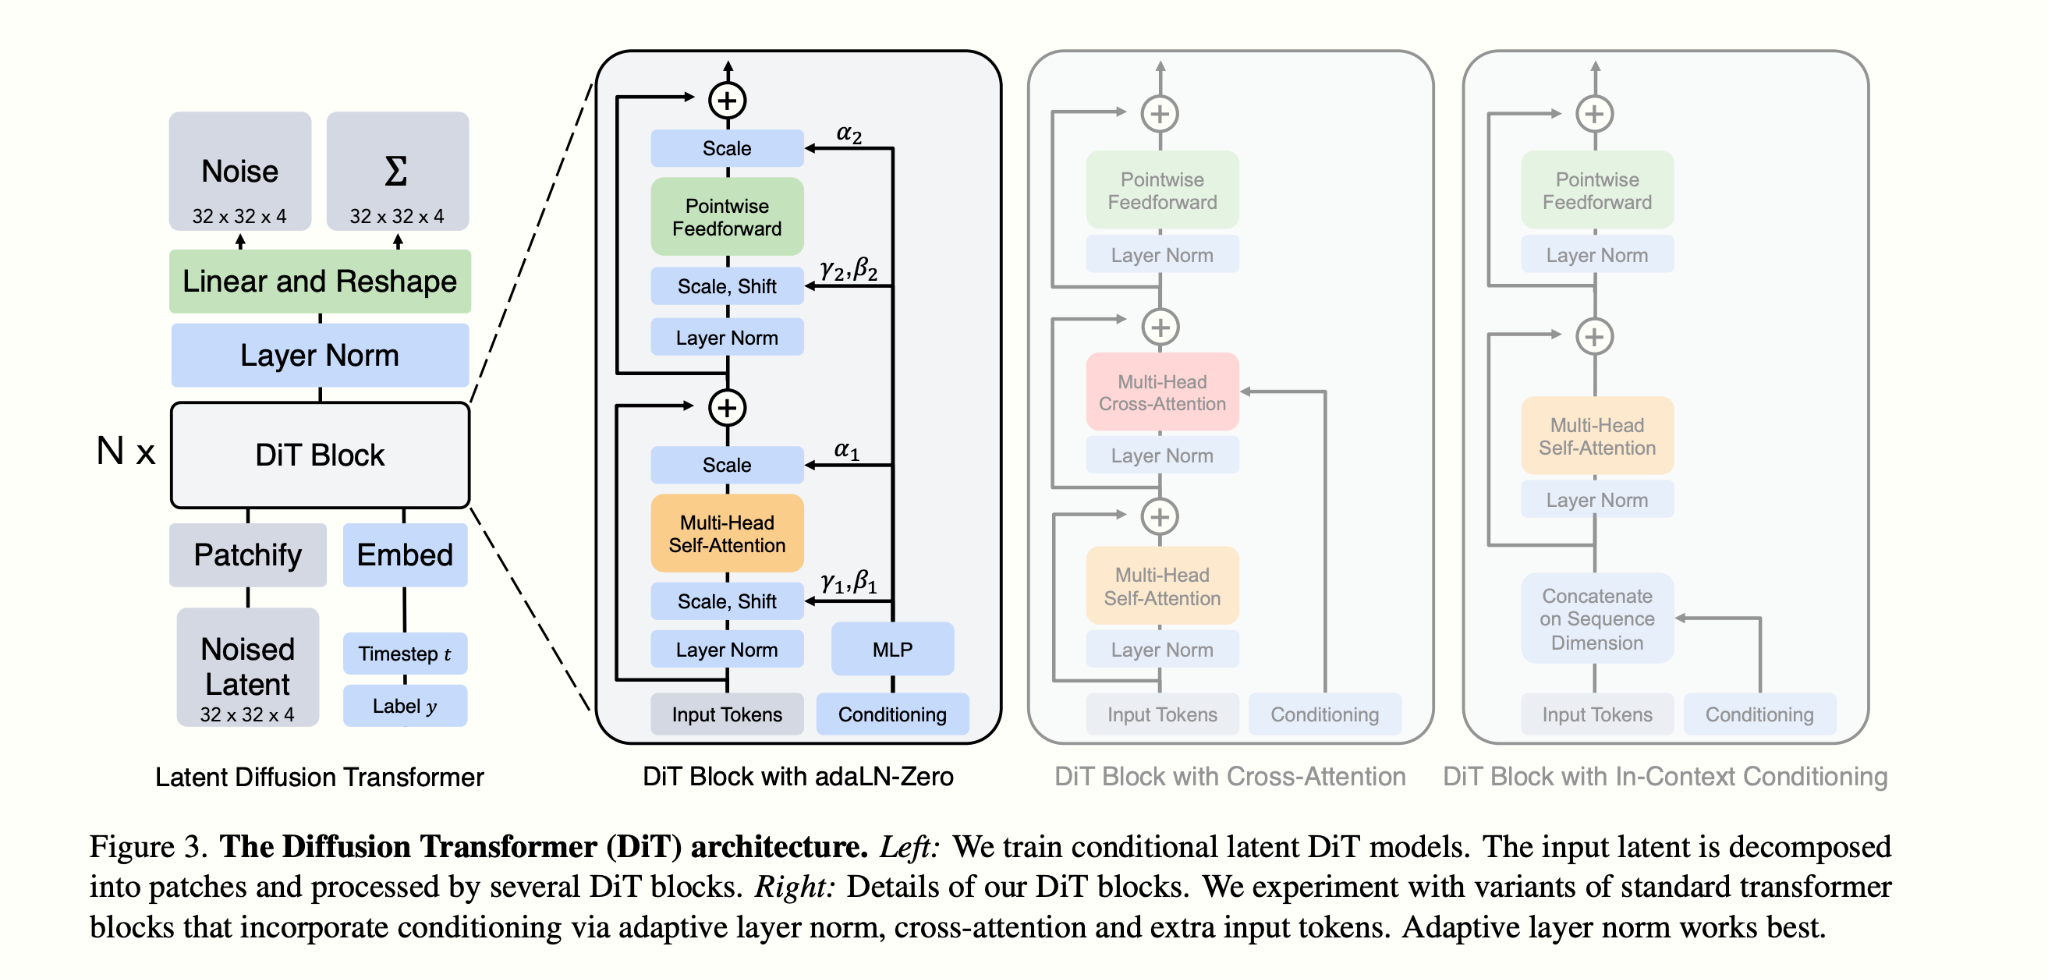 Noise
32 x 32 x 4
Σ
32 x 32 x 4
Linear and Reshape
Layer Norm
N x
DiT Block
Patchify
Embed
Noised
Latent
32 x 32 x 4
Timestep t
Label y
Latent Diffusion Transformer
α₂
Scale
Pointwise
Feedforward
γ₂,β₂
Scale, Shift
Layer Norm
α₁
Scale
Multi-Head
Self-Attention
γ₁,β₁
Scale, Shift
Layer Norm
MLP
Input Tokens
Conditioning
DiT Block with adaLN-Zero
Pointwise
Feedforward
Layer Norm
Multi-Head
Cross-Attention
Layer Norm
Multi-Head
Self-Attention
Layer Norm
Input Tokens
Conditioning
DiT Block with Cross-Attention
Pointwise
Feedforward
Layer Norm
Multi-Head
Self-Attention
Layer Norm
Concatenate
on Sequence
Dimension
Input Tokens
Conditioning
DiT Block with In-Context Conditioning
Figure 3. The Diffusion Transformer (DiT) architecture. Left: We train conditional latent DiT models. The input latent is decomposed
into patches and processed by several DiT blocks. Right: Details of our DiT blocks. We experiment with variants of standard transformer
blocks that incorporate conditioning via adaptive layer norm, cross-attention and extra input tokens. Adaptive layer norm works best.